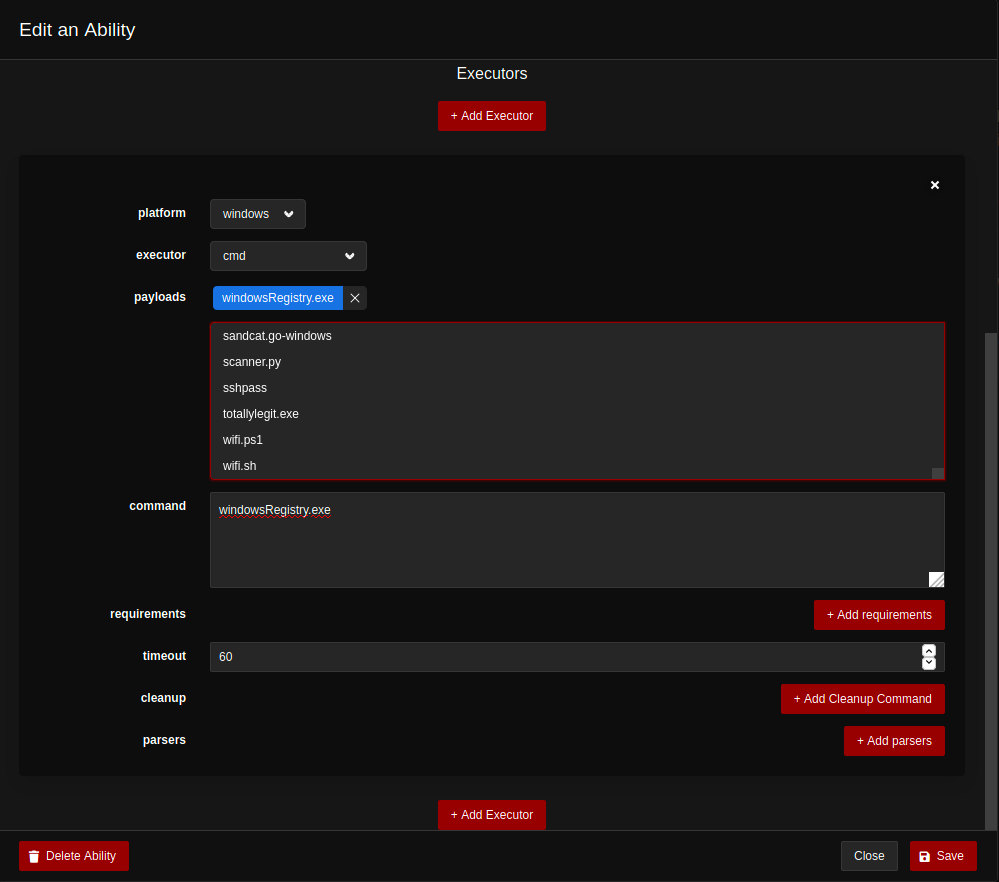 Edit an Ability
Executors
+ Add Executor
platform
windows
executor
cmd
payloads
windowsRegistry.exe
sandcat.go-windows
scanner.py
sshpass
totallylegit.exe
wifi.ps1
wifi.sh
command
windowsRegistry.exe
requirements
+ Add requirements
timeout
60
cleanup
+ Add Cleanup Command
parsers
+ Add parsers
+ Add Executor
Delete Ability
Close
Save